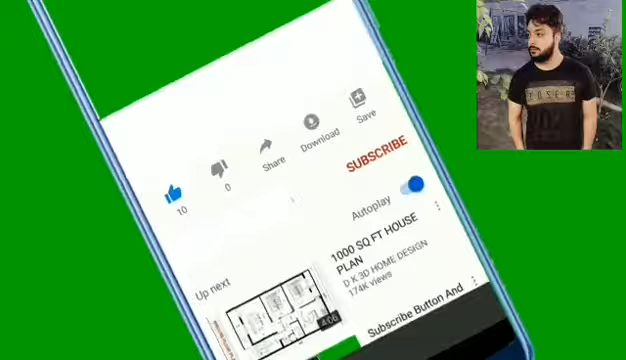 10
0
Share
Download
Save
SUBSCRIBE
Autoplay
Up next
1000 SQ FT HOUSE
PLAN
D K 3D HOME DESIGN
174K views
4:06
Subscribe Button And